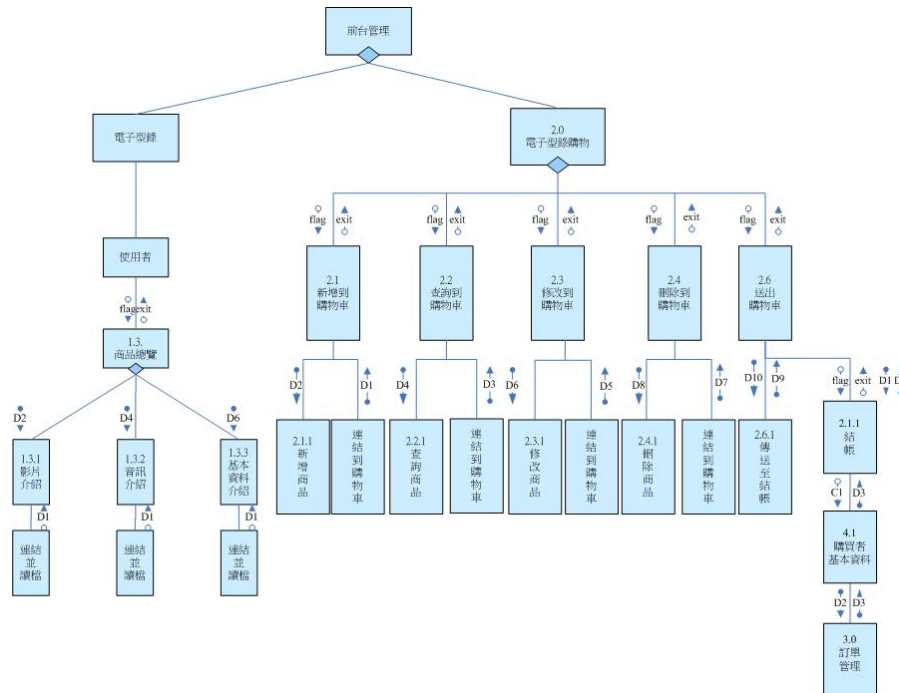 前台管理
電子型錄
2.0
電子型錄購物
flag exit
flag exit
flag exit
flag exit
flag exit
使用者
2.1
新增到
購物車
2.2
查詢到
購物車
2.3
修改到
購物車
2.4
刪除到
購物車
2.6
送出
購物車
flag exit
1.3.
商品總覽
D2 D1
D4 D3
D6 D5
D8 D7
D10 D9
flag exit
D1
D2
D4
D6
1.3.1
影片
介紹
1.3.2
音訊
介紹
1.3.3
基本
資料介紹
2.1.1
新增商品
連結到購物車
2.2.1
查詢商品
連結到購物車
2.3.1
修改商品
連結到購物車
2.4.1
刪除商品
連結到購物車
2.6.1
傳送至結帳
2.1.1
結
帳
C1 D3
D1
D1
D1
連結
並
讀檔
連結
並
讀檔
連結
並
讀檔
4.1
購買者
基本資料
D2 D3
3.0
訂單
管理